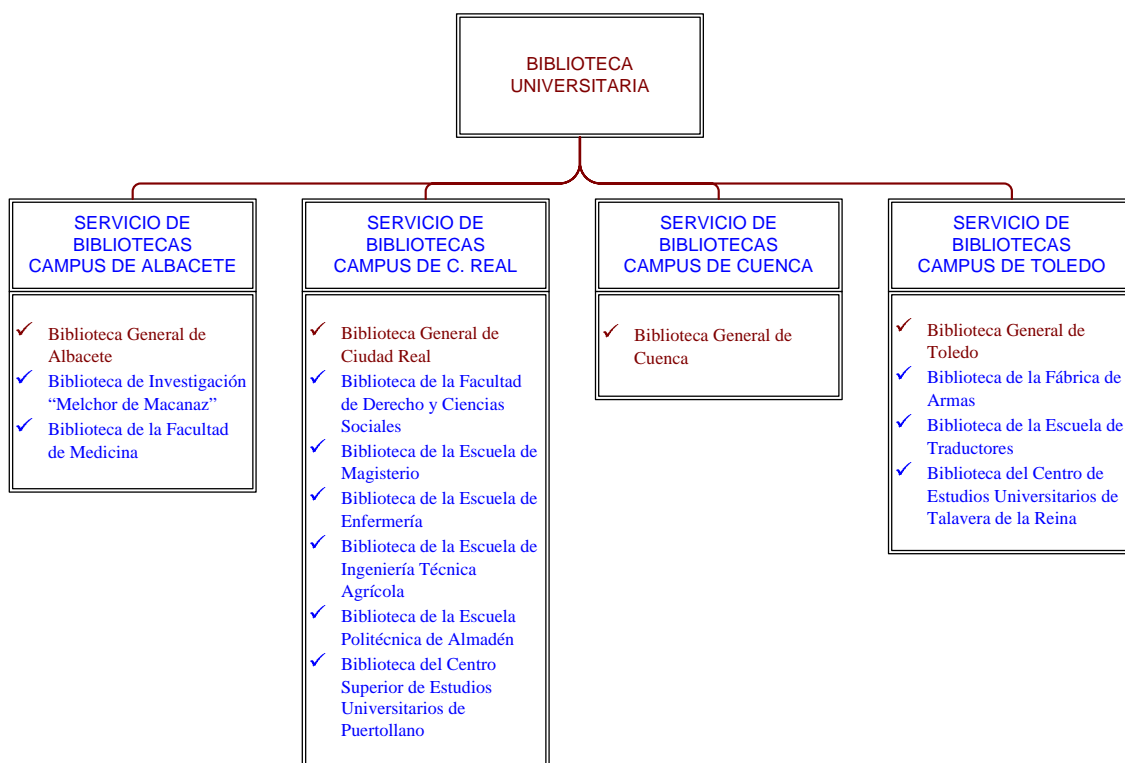 BIBLIOTECA
UNIVERSITARIA
SERVICIO DE
BIBLIOTECAS
CAMPUS DE ALBACETE
Biblioteca General de
Albacete
Biblioteca de Investigación
“Melchor de Macanaz”
Biblioteca de la Facultad
de Medicina
SERVICIO DE
BIBLIOTECAS
CAMPUS DE C. REAL
Biblioteca General de
Ciudad Real
Biblioteca de la Facultad
de Derecho y Ciencias
Sociales
Biblioteca de la Escuela de
Magisterio
Biblioteca de la Escuela de
Enfermería
Biblioteca de la Escuela de
Ingeniería Técnica
Agrícola
Biblioteca de la Escuela
Politécnica de Almadén
Biblioteca del Centro
Superior de Estudios
Universitarios de
Puertollano
SERVICIO DE
BIBLIOTECAS
CAMPUS DE CUENCA
Biblioteca General de
Cuenca
SERVICIO DE
BIBLIOTECAS
CAMPUS DE TOLEDO
Biblioteca General de
Toledo
Biblioteca de la Fábrica de
Armas
Biblioteca de la Escuela de
Traductores
Biblioteca del Centro de
Estudios Universitarios de
Talavera de la Reina